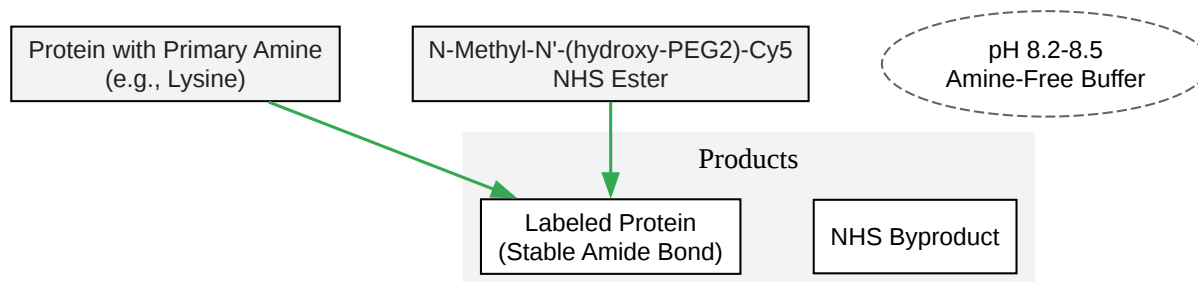 Protein with Primary Amine
(e.g., Lysine)
N-Methyl-N'-(hydroxy-PEG2)-Cy5
NHS Ester
pH 8.2-8.5
Amine-Free Buffer
Products
Labeled Protein
(Stable Amide Bond)
NHS Byproduct